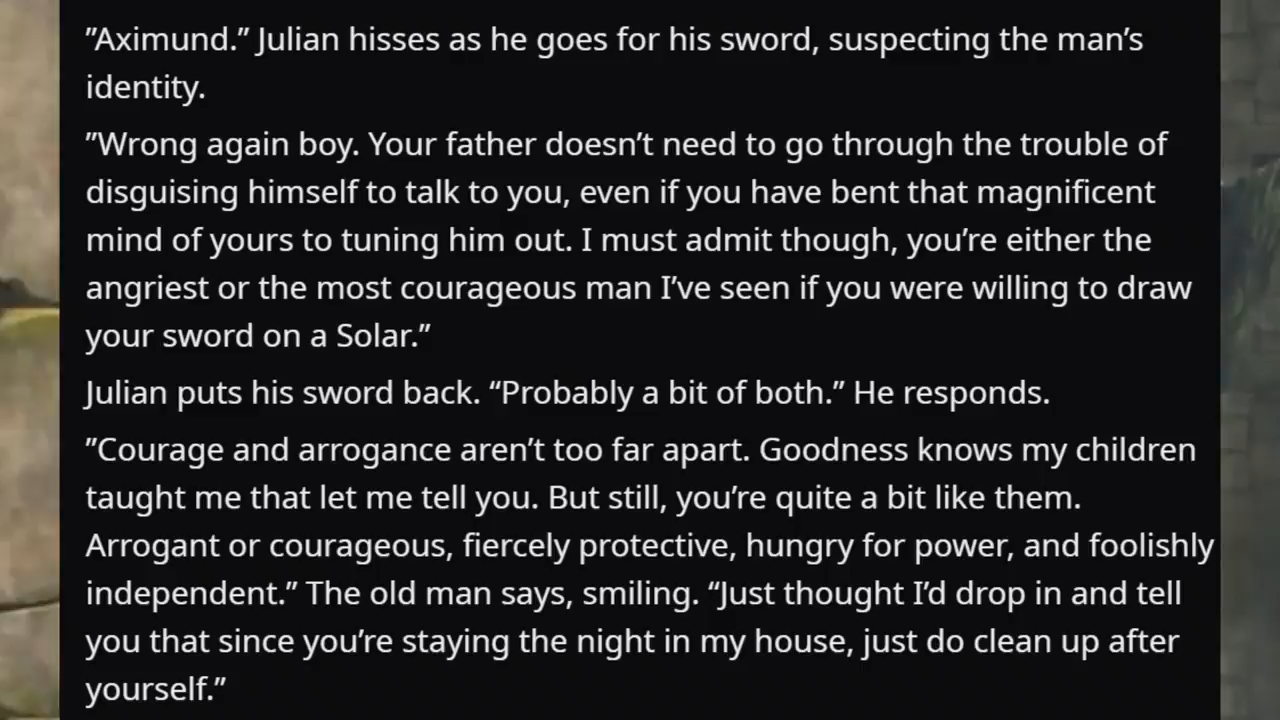 ”Aximund.” Julian hisses as he goes for his sword, suspecting the man’s
identity.
”Wrong again boy. Your father doesn’t need to go through the trouble of
disguising himself to talk to you, even if you have bent that magnificent
mind of yours to tuning him out. I must admit though, you’re either the
angriest or the most courageous man I’ve seen if you were willing to draw
your sword on a Solar.”
Julian puts his sword back. “Probably a bit of both.” He responds.
”Courage and arrogance aren’t too far apart. Goodness knows my children
taught me that let me tell you. But still, you’re quite a bit like them.
Arrogant or courageous, fiercely protective, hungry for power, and foolishly
independent.” The old man says, smiling. “Just thought I’d drop in and tell
you that since you’re staying the night in my house, just do clean up after
yourself.”